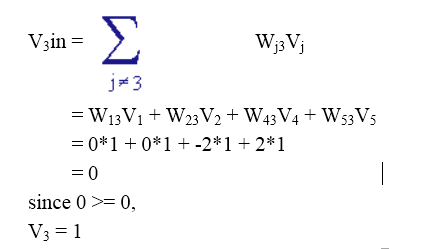 V₃in = ∑ Wⱼ₃Vⱼ
j≠3
= W₁₃V₁ + W₂₃V₂ + W₄₃V₄ + W₅₃V₅
= 0*1 + 0*1 + -2*1 + 2*1
= 0
since 0 >= 0,
V₃ = 1